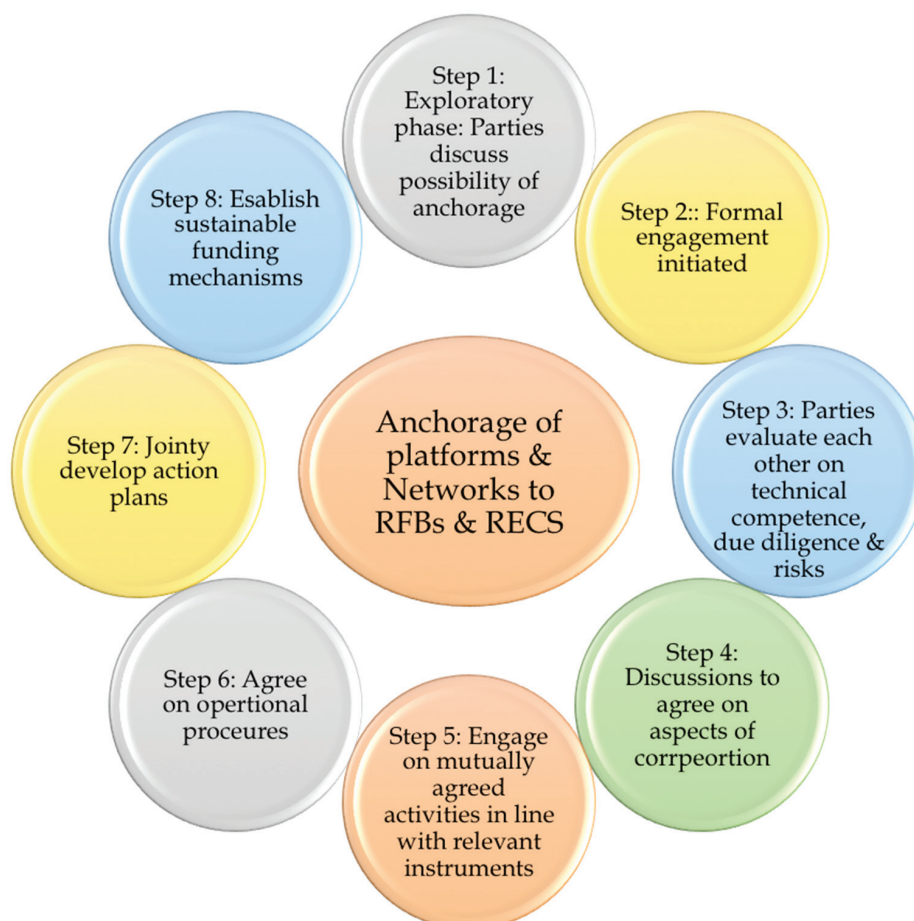 Step 1:
Exploratory
phase: Parties
discuss
possibility of
anchorage
Step 2:: Formal
engagement
initiated
Step 3: Parties
evaluate each
other on
technical
competence,
due diligence &
risks
Step 4:
Discussions to
agree on
aspects of
corrpeortion
Step 5: Engage
on mutually
agreed
activities in line
with relevant
instruments
Step 6: Agree
on opertional
proceures
Step 7: Jointy
develop action
plans
Step 8: Esablish
sustainable
funding
mechanisms
Anchorage of
platforms &
Networks to
RFBs & RECS